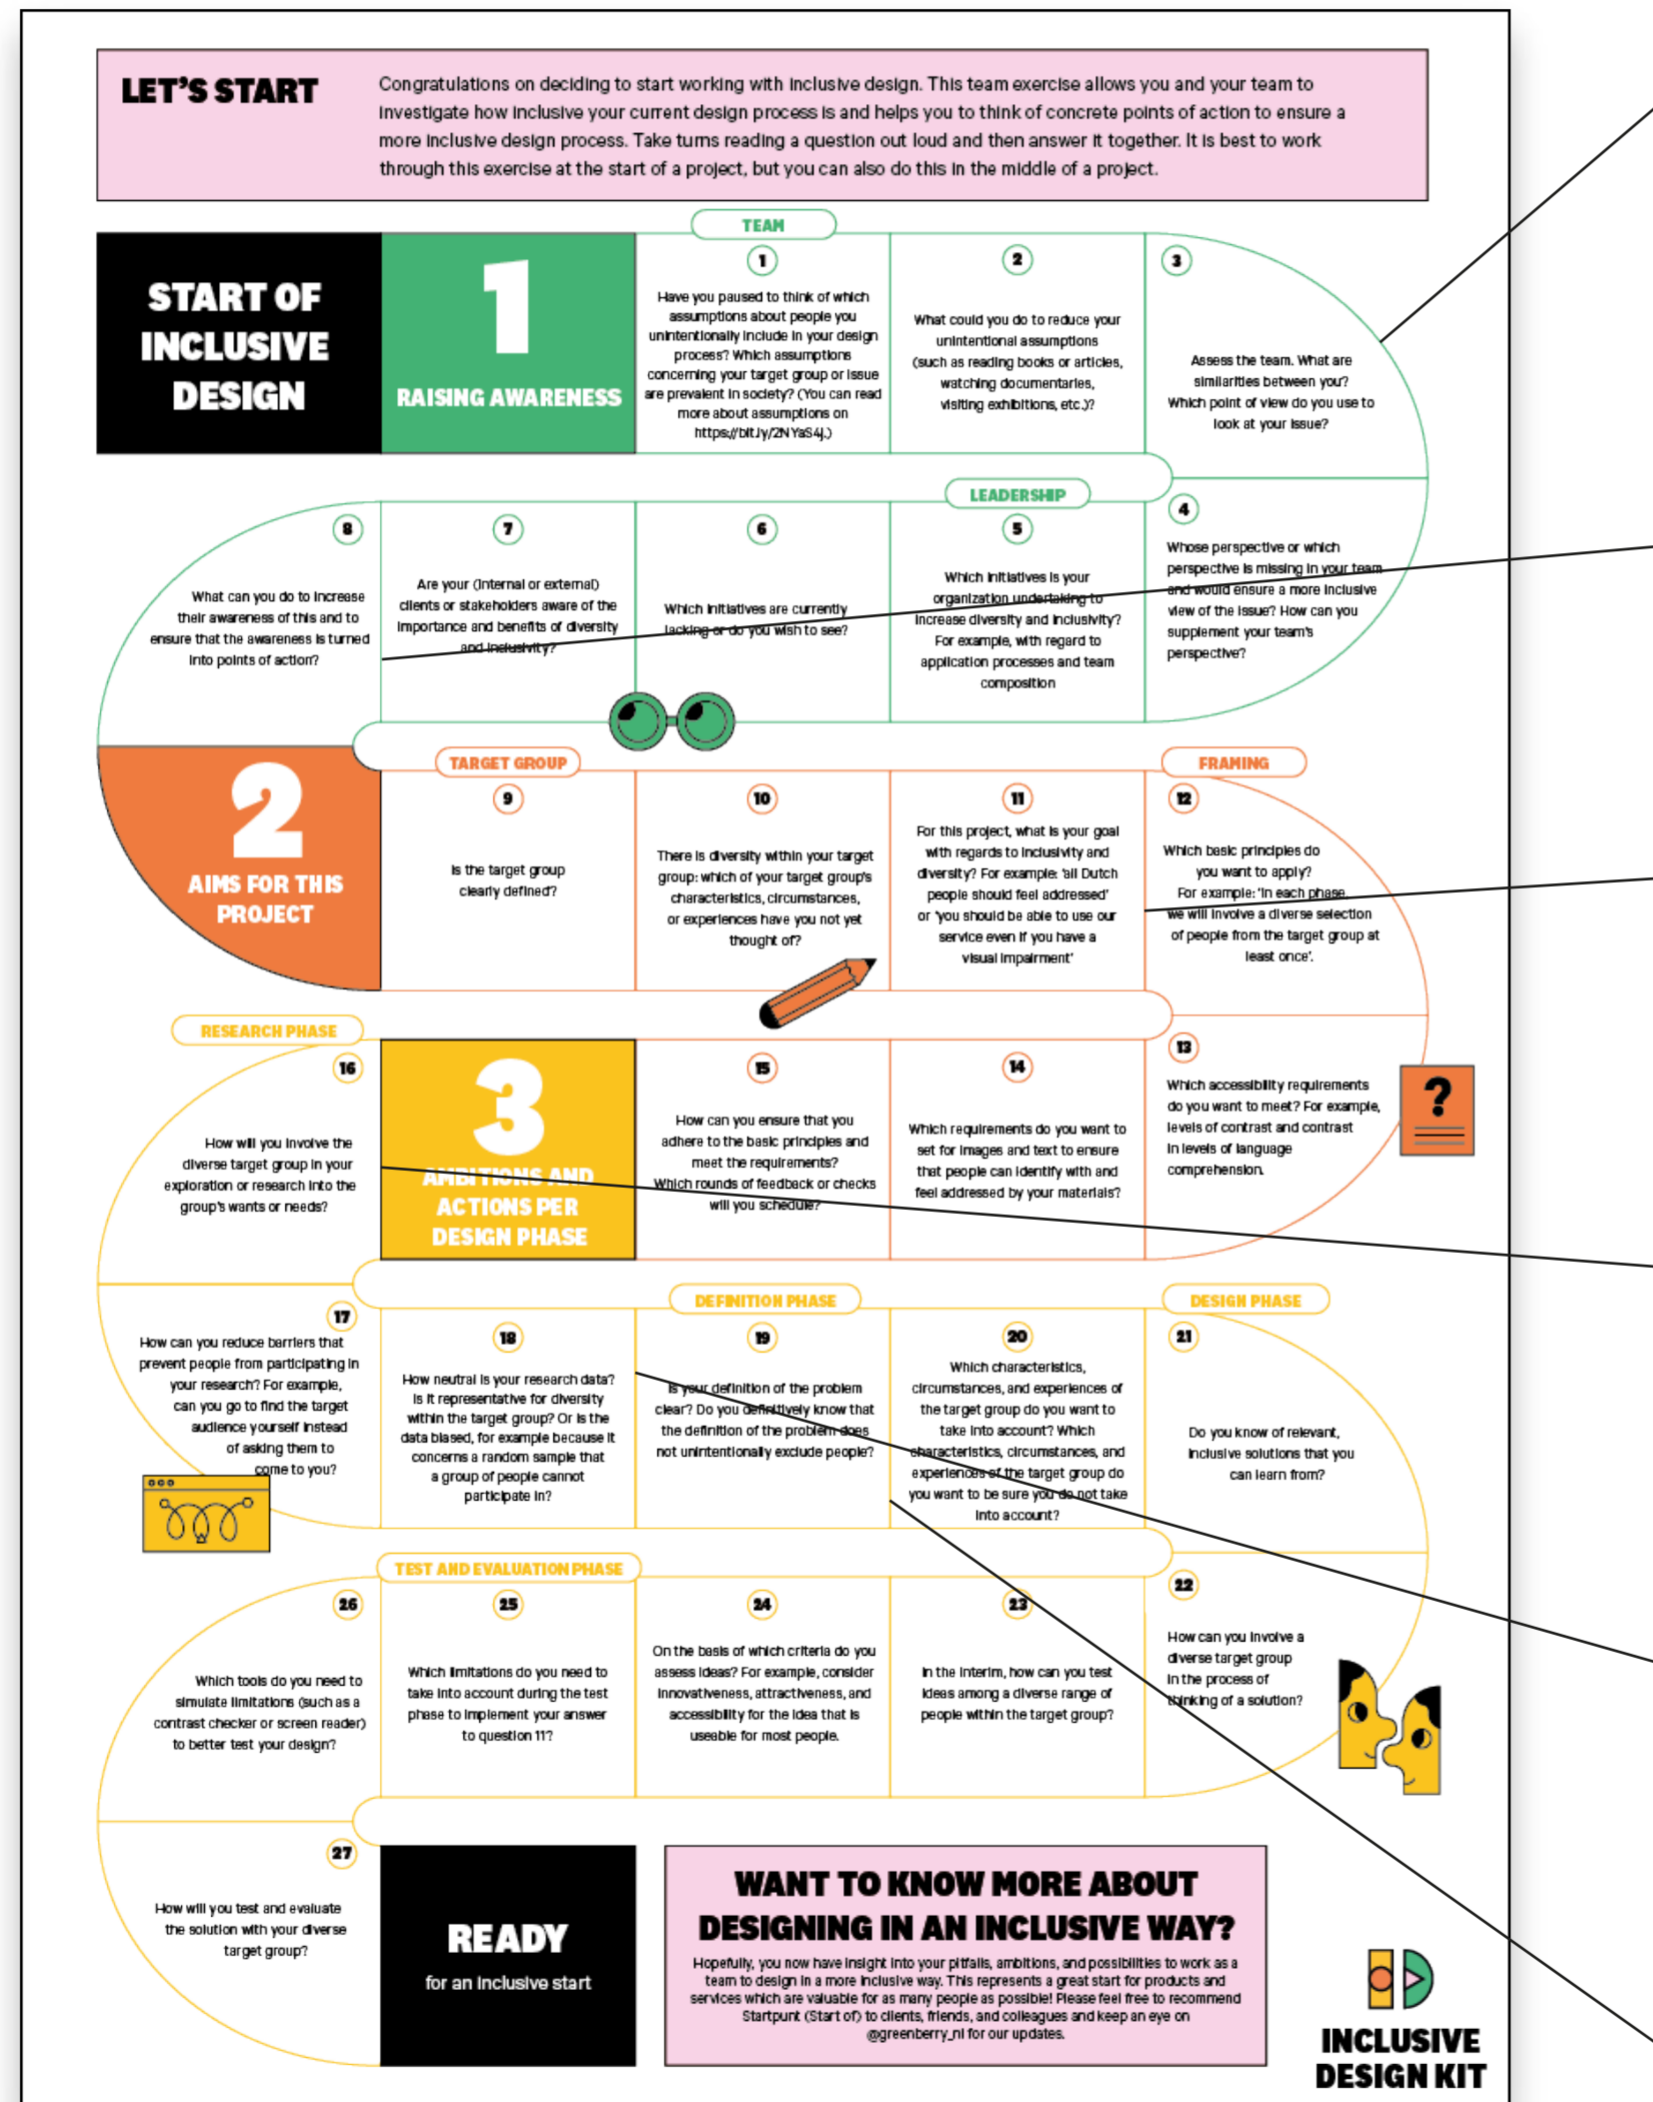 LET'S START
Congratulations on deciding to start working with inclusive design. This team exercise allows you and your team to
investigate how inclusive your current design process is and helps you to think of concrete points of action to ensure a
more inclusive design process. Take turns reading a question out loud and then answer it together. It is best to work
through this exercise at the start of a project, but you can also do this in the middle of a project.
START OF
INCLUSIVE
DESIGN
1
RAISING AWARENESS
TEAM
1
Have you paused to think of which
assumptions about people you
unintentionally include in your design
process? Which assumptions
concerning your target group or issue
are prevalent in society? (You can read
more about assumptions on
https://bit.ly/2NYaS4j.)
2
What could you do to reduce your
unintentional assumptions
(such as reading books or articles,
watching documentaries,
visiting exhibitions, etc.)?
3
Assess the team. What are
similarities between you?
Which point of view do you use to
look at your issue?
4
Whose perspective or which
perspective is missing in your team
and would ensure a more inclusive
view of the issue? How can you
supplement your team's
perspective?
LEADERSHIP
5
Which initiatives is your
organization undertaking to
increase diversity and inclusivity?
For example, with regard to
application processes and team
composition
6
Which initiatives are currently
lacking or do you wish to see?
7
Are your (internal or external)
clients or stakeholders aware of the
importance and benefits of diversity
and inclusivity?
8
What can you do to increase
their awareness of this and to
ensure that the awareness is turned
into points of action?
2
AIMS FOR THIS
PROJECT
TARGET GROUP
9
Is the target group
clearly defined?
10
There is diversity within your target
group: which of your target group's
characteristics, circumstances,
or experiences have you not yet
thought of?
11
For this project, what is your goal
with regards to inclusivity and
diversity? For example: 'all Dutch
people should feel addressed'
or 'you should be able to use our
service even if you have a
visual impairment'
FRAMING
12
Which basic principles do
you want to apply?
For example: 'in each phase,
we will involve a diverse selection
of people from the target group at
least once'.
13
Which accessibility requirements
do you want to meet? For example,
levels of contrast and contrast
in levels of language
comprehension.
?
14
Which requirements do you want to
set for images and text to ensure
that people can identify with and
feel addressed by your materials?
15
How can you ensure that you
adhere to the basic principles and
meet the requirements?
Which rounds of feedback or checks
will you schedule?
3
AMBITIONS AND
ACTIONS PER
DESIGN PHASE
RESEARCH PHASE
16
How will you involve the
diverse target group in your
exploration or research into the
group's wants or needs?
17
How can you reduce barriers that
prevent people from participating in
your research? For example,
can you go to find the target
audience yourself instead
of asking them to
come to you?
18
How neutral is your research data?
Is it representative for diversity
within the target group? Or is the
data biased, for example because it
concerns a random sample that
a group of people cannot
participate in?
DEFINITION PHASE
19
Is your definition of the problem
clear? Do you definitively know that
the definition of the problem does
not unintentionally exclude people?
20
Which characteristics,
circumstances, and experiences of
the target group do you want to
take into account? Which
characteristics, circumstances, and
experiences of the target group do
you want to be sure you do not take
into account?
DESIGN PHASE
21
Do you know of relevant,
inclusive solutions that you
can learn from?
22
How can you involve a
diverse target group
in the process of
thinking of a solution?
23
In the interim, how can you test
ideas among a diverse range of
people within the target group?
24
On the basis of which criteria do you
assess ideas? For example, consider
innovativeness, attractiveness, and
accessibility for the idea that is
useable for most people.
TEST AND EVALUATION PHASE
25
Which limitations do you need to
take into account during the test
phase to implement your answer
to question 11?
26
Which tools do you need to
simulate limitations (such as a
contrast checker or screen reader)
to better test your design?
27
How will you test and evaluate
the solution with your diverse
target group?
READY
for an inclusive start
WANT TO KNOW MORE ABOUT
DESIGNING IN AN INCLUSIVE WAY?
Hopefully, you now have insight into your pitfalls, ambitions, and possibilities to work as a
team to design in a more inclusive way. This represents a great start for products and
services which are valuable for as many people as possible! Please feel free to recommend
Startpunt (Start of) to clients, friends, and colleagues and keep an eye on
@greenberry_nl for our updates.
INCLUSIVE
DESIGN KIT